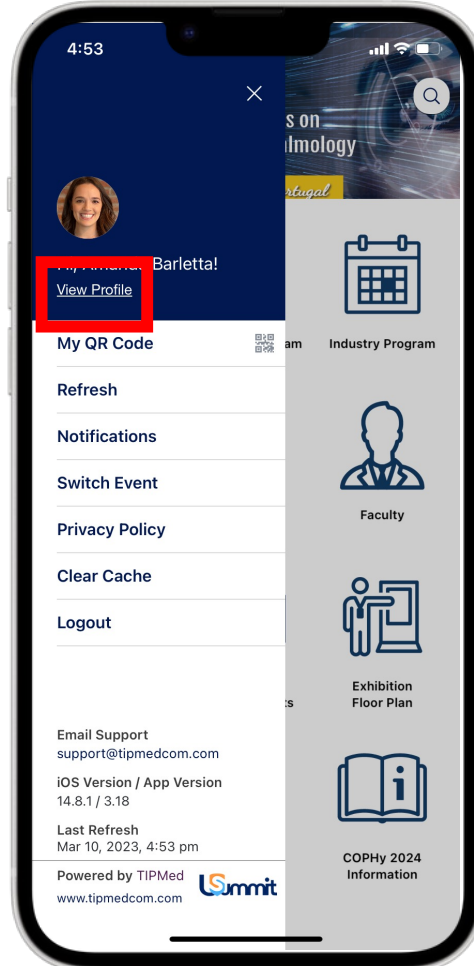 4:53
s on
lmology
rtugal
Barletta!
View Profile
My QR Code
am
Industry Program
Refresh
Notifications
Switch Event
Faculty
Privacy Policy
Clear Cache
Logout
ts
Exhibition
Floor Plan
Email Support
support@tipmedcom.com
iOS Version / App Version
14.8.1 / 3.18
Last Refresh
Mar 10, 2023, 4:53 pm
COPHy 2024
Information
Powered by TIPMed
www.tipmedcom.com
USummit